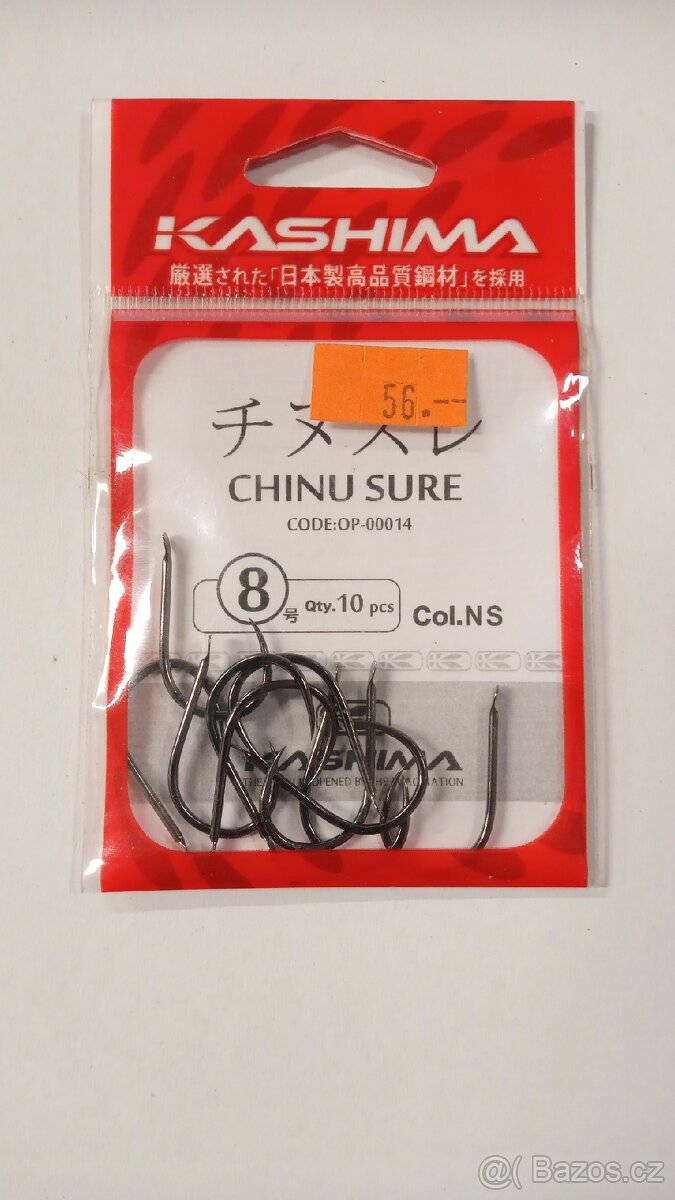 KASHIMA
厳選された「日本製高品質鋼材」を採用
56.--
チヌスレ
CHINU SURE
CODE:OP-00014
8号 Qty.10 pcs Col.NS
KASHIMA
@( Bazos.cz